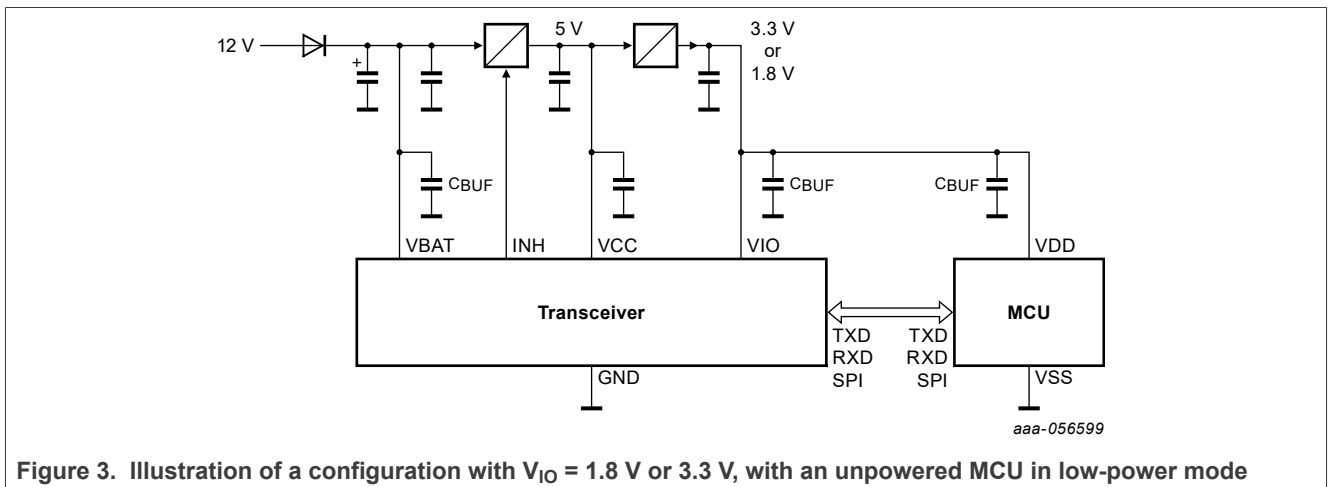 12 V
+
5 V
3.3 V
or
1.8 V
CBUF
CBUF
CBUF
VBAT
INH
VCC
VIO
VDD
Transceiver
MCU
TXD
RXD
SPI
TXD
RXD
SPI
GND
VSS
aaa-056599
Figure 3. Illustration of a configuration with VIO = 1.8 V or 3.3 V, with an unpowered MCU in low-power mode